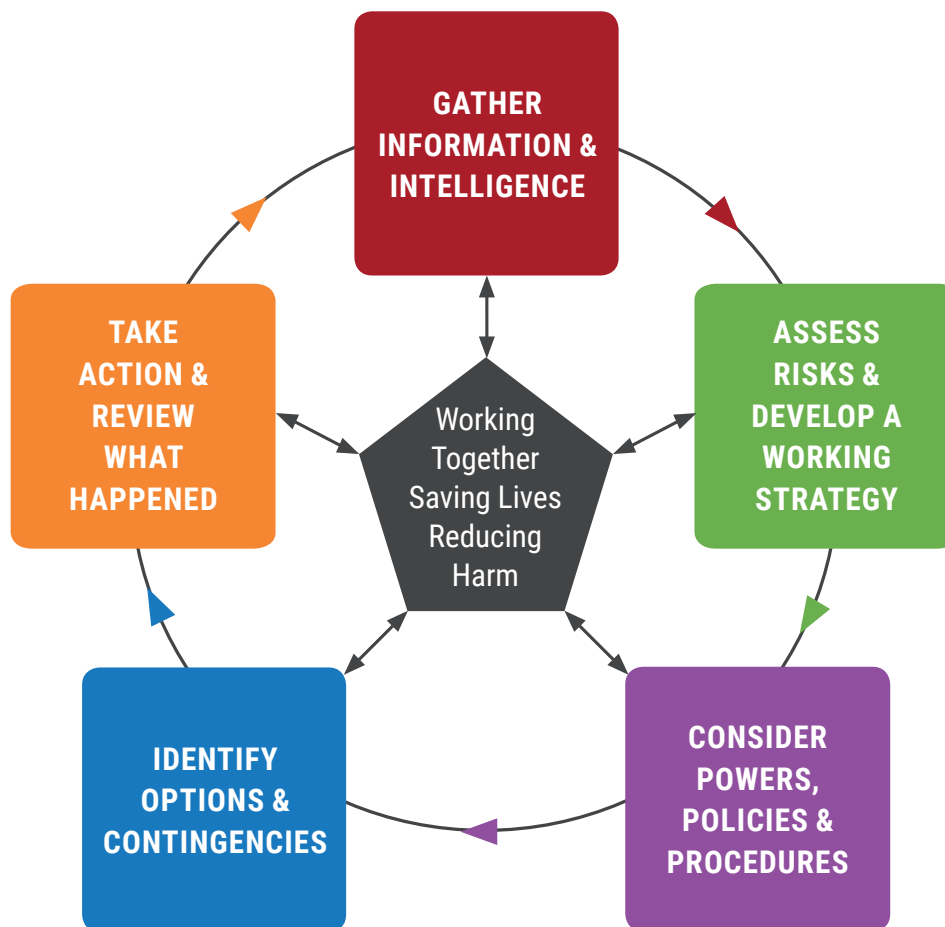 GATHER
INFORMATION &
INTELLIGENCE
ASSESS
RISKS &
DEVELOP A
WORKING
STRATEGY
CONSIDER
POWERS,
POLICIES &
PROCEDURES
IDENTIFY
OPTIONS &
CONTINGENCIES
TAKE
ACTION &
REVIEW
WHAT
HAPPENED
Working
Together
Saving Lives
Reducing
Harm